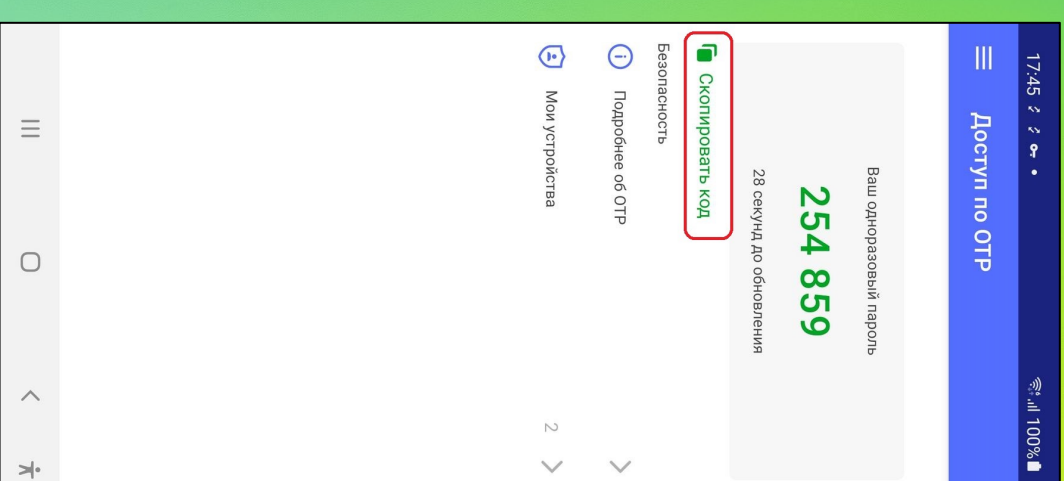 17:45
100%
Доступ по OTP
Ваш одноразовый пароль
254 859
28 секунд до обновления
Скопировать код
Безопасность
Подробнее об OTP
Мои устройства 2